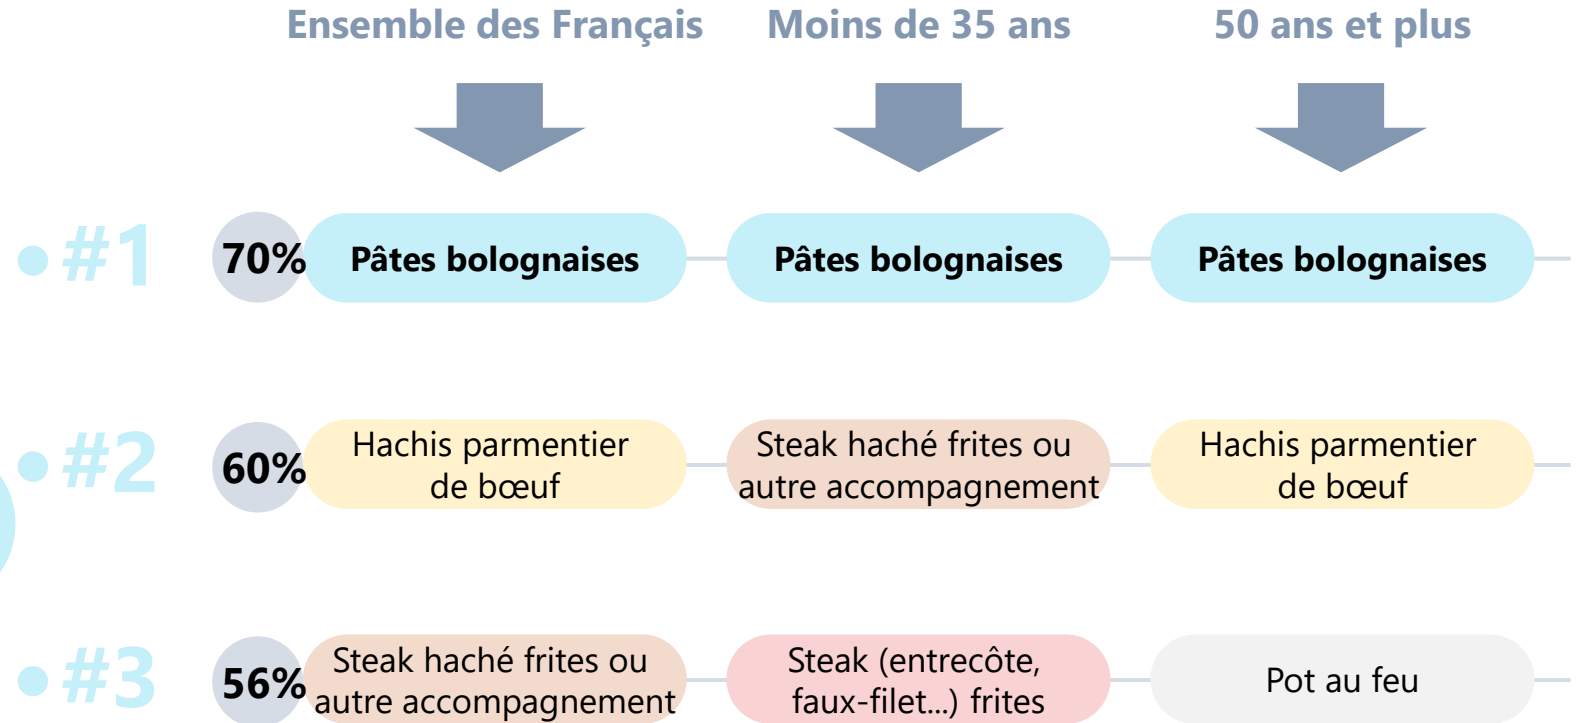 Ensemble des Français
Moins de 35 ans
50 ans et plus
• #1
70%
Pâtes bolognaises
Pâtes bolognaises
Pâtes bolognaises
• #2
60%
Hachis parmentier
de bœuf
Steak haché frites ou
autre accompagnement
Hachis parmentier
de bœuf
• #3
56%
Steak haché frites ou
autre accompagnement
Steak (entrecôte,
faux-filet...) frites
Pot au feu